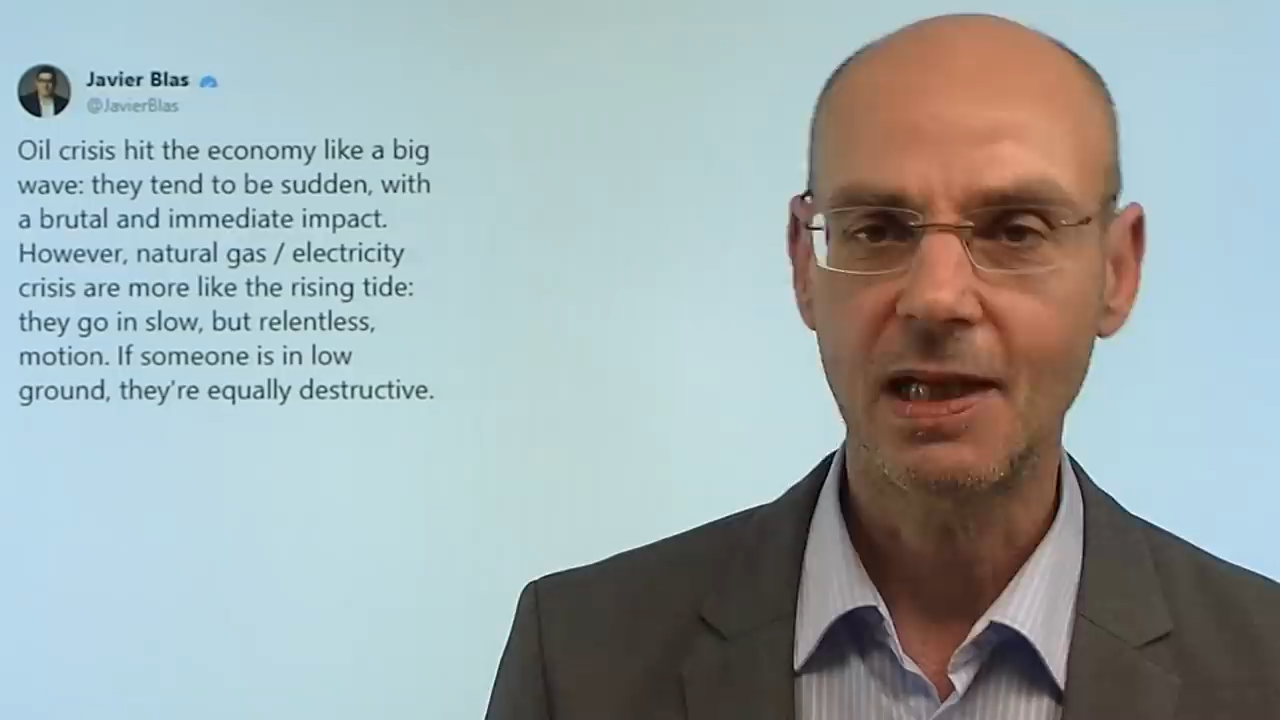 Javier Blas
@JavierBlas
Oil crisis hit the economy like a big
wave: they tend to be sudden, with
a brutal and immediate impact.
However, natural gas / electricity
crisis are more like the rising tide:
they go in slow, but relentless,
motion. If someone is in low
ground, they're equally destructive.